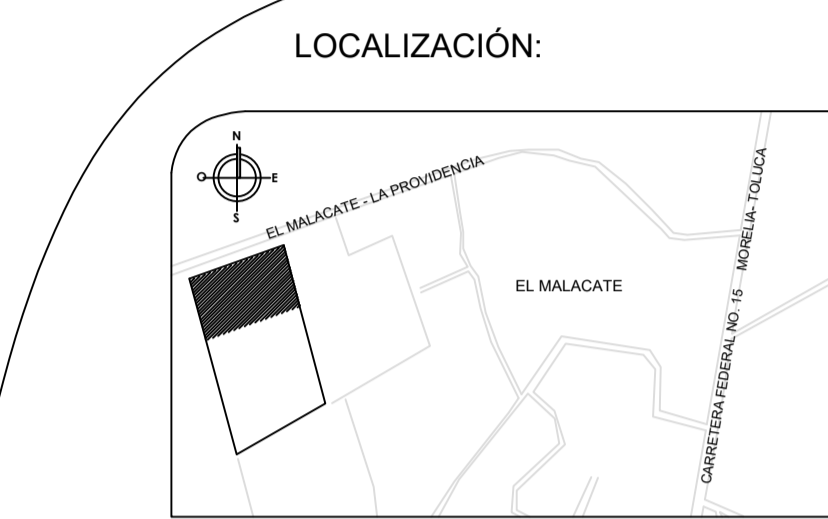 LOCALIZACIÓN:
N
O
E
S
EL MALACATE - LA PROVIDENCIA
EL MALACATE
CARRETERA FEDERAL NO. 15 MORELIA- TOLUCA